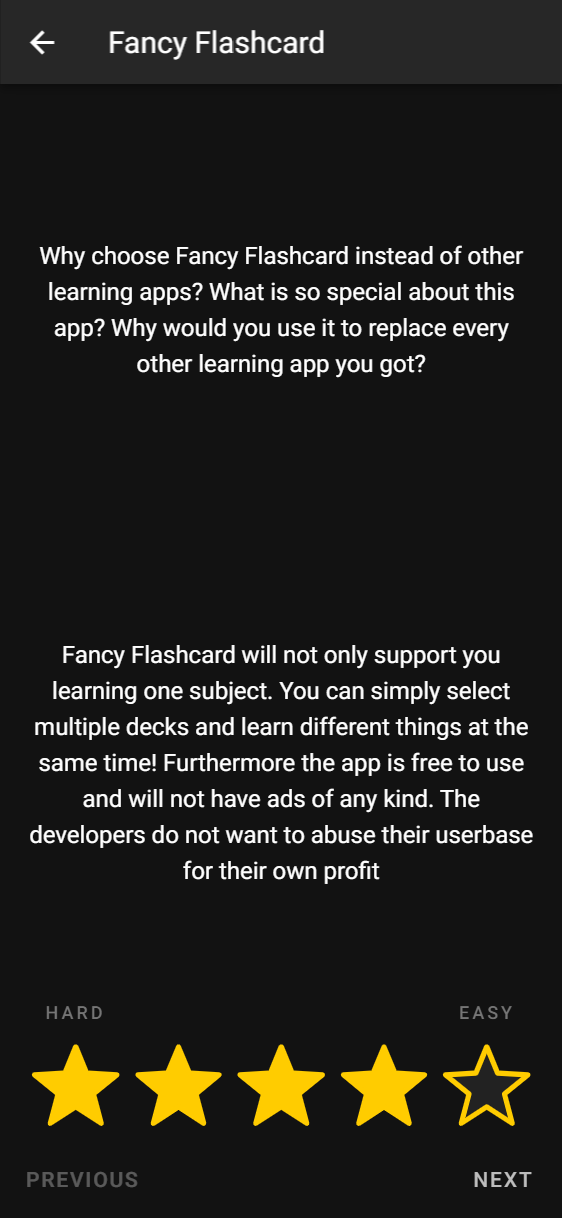 Fancy Flashcard
Why choose Fancy Flashcard instead of other
learning apps? What is so special about this
app? Why would you use it to replace every
other learning app you got?
Fancy Flashcard will not only support you
learning one subject. You can simply select
multiple decks and learn different things at the
same time! Furthermore the app is free to use
and will not have ads of any kind. The
developers do not want to abuse their userbase
for their own profit
HARD EASY
PREVIOUS NEXT